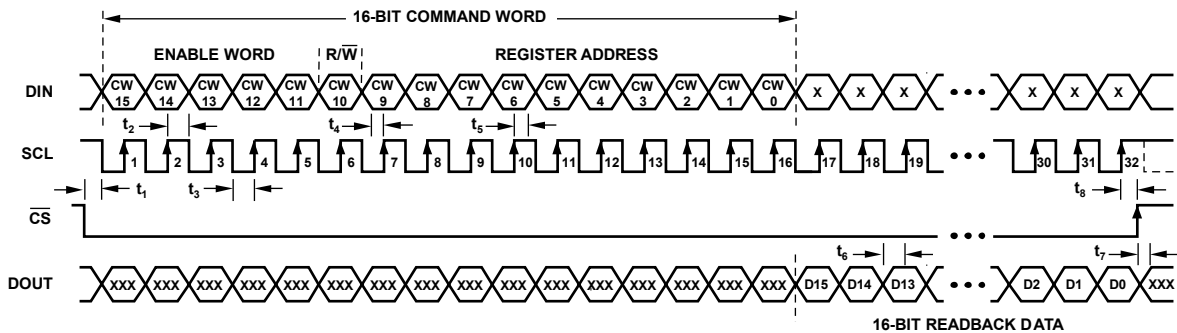 16-BIT COMMAND WORD
ENABLE WORD R/W̅ REGISTER ADDRESS
DIN CW 15 CW 14 CW 13 CW 12 CW 11 CW 10 CW 9 CW 8 CW 7 CW 6 CW 5 CW 4 CW 3 CW 2 CW 1 CW 0 X X X X X X
t2 t4 t5
SCL 1 2 3 4 5 6 7 8 9 10 11 12 13 14 15 16 17 18 19 30 31 32
t1 t3 t8
C̅S̅
t6 t7
DOUT XXX XXX XXX XXX XXX XXX XXX XXX XXX XXX XXX XXX XXX XXX XXX XXX D15 D14 D13 D2 D1 D0 XXX
16-BIT READBACK DATA